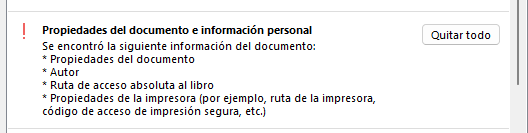 Propiedades del documento e información personal
Quitar todo
Se encontró la siguiente información del documento:
* Propiedades del documento
* Autor
* Ruta de acceso absoluta al libro
* Propiedades de la impresora (por ejemplo, ruta de la impresora,
código de acceso de impresión segura, etc.)